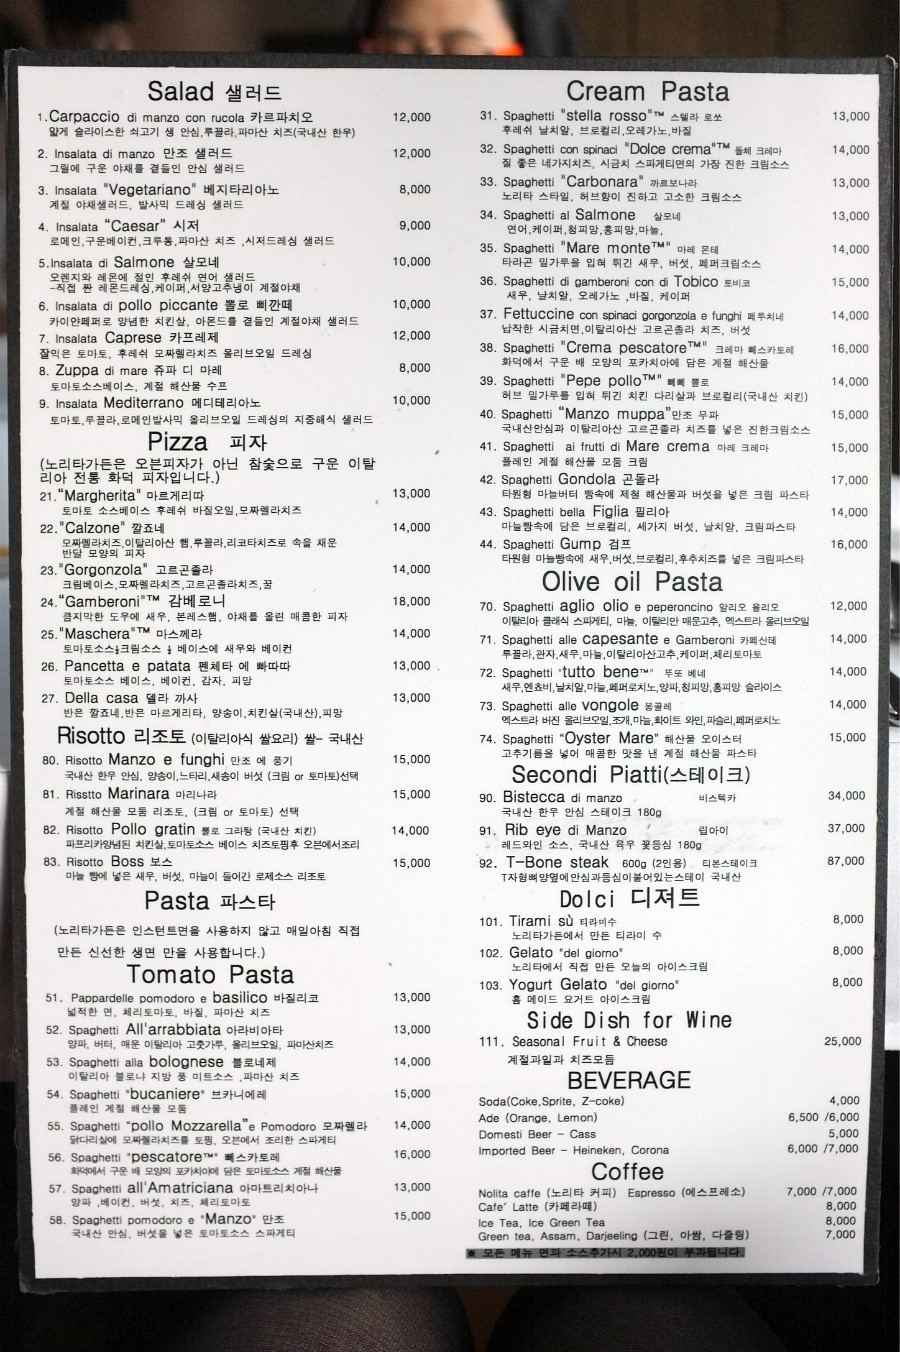 Salad 샐러드
1.Carpaccio di manzo con rucola 카르파치오 12,000
얇게 슬라이스한 쇠고기 생 안심,루꼴라,파마산 치즈(국내산 한우)
2. Insalata di manzo 만조 샐러드 12,000
그릴에 구운 야채를 곁들인 안심 샐러드
3. Insalata "Vegetariano" 베지타리아노 8,000
계절 야채샐러드, 발사믹 드레싱 샐러드
4. Insalata "Caesar" 시저 9,000
로메인,구운베이컨,크루통,파마산 치즈 ,시저드레싱 샐러드
5.Insalata di Salmone 살모네 10,000
오렌지와 레몬에 절인 후레쉬 연어 샐러드
-직접 짠 레몬드레싱,케이퍼,서양고추냉이 계절야채
6. Insalata di pollo piccante 뽈로 삐깐떼 10,000
카이얀페퍼로 양념한 치킨살, 아몬드를 곁들인 계절야채 샐러드
7. Insalata Caprese 카프레제 12,000
잘익은 토마토, 후레쉬 모짜렐라치즈 올리브오일 드레싱
8. Zuppa di mare 쥬파 디 마레 8,000
토마토소스베이스, 계절 해산물 수프
9. Insalata Mediterrano 메디테리아노 10,000
토마토,루꼴라,로메인발사믹 올리브오일 드레싱의 지중해식 샐러드
Pizza 피자
(노리타가든은 오븐피자가 아닌 참숯으로 구운 이탈
리아 전통 화덕 피자입니다.)
21."Margherita" 마르게리따 13,000
토마토 소스베이스 후레쉬 바질오일,모짜렐라치즈
22."Calzone" 깔죠네 14,000
모짜렐라치즈,이탈리아산 햄,루꼴라,리코타치즈로 속을 채운
반달 모양의 피자
23."Gorgonzola" 고르곤졸라 14,000
크림베이스,모짜렐라치즈,고르곤졸라치즈,꿀
24."Gamberoni"™ 감베로니 18,000
큼지막한 도우에 새우, 본레스햄, 야채를 올린 매콤한 피자
25."Maschera"™ 마스께라 14,000
토마토소스½크림소스 ½ 베이스에 새우와 베이컨
26. Pancetta e patata 펜체타 에 빠따따 13,000
토마토소스 베이스, 베이컨, 감자, 피망
27. Della casa 델라 까사 13,000
반은 깔죠네,반은 마르게리타, 양송이,치킨살(국내산),피망
Risotto 리조토 (이탈리아식 쌀요리) 쌀- 국내산
80. Risotto Manzo e funghi 만조 에 풍기 15,000
국내산 한우 안심, 양송이,느타리,새송이 버섯 (크림 or 토마토)선택
81. Risstto Marinara 마리나라 15,000
계절 해산물 모둠 리조토, (크림 or 토마토) 선택
82. Risotto Pollo gratin 뽈로 그라탕 (국내산 치킨) 14,000
파프리카양념된 치킨살,토마토소스 베이스 치즈토핑후 오븐에서조리
83. Risotto Boss 보스 15,000
마늘 빵에 넣은 새우, 버섯, 마늘이 들어간 로제소스 리조토
Pasta 파스타
(노리타가든은 인스턴트면을 사용하지 않고 매일아침 직접
만든 신선한 생면 만을 사용합니다.)
Tomato Pasta
51. Pappardelle pomodoro e basilico 바질리코 13,000
넓적한 면, 체리토마토, 바질, 파마산 치즈
52. Spaghetti All'arrabbiata 아라비아타 13,000
양파, 버터, 매운 이탈리아 고춧가루, 올리브오일, 파마산치즈
53. Spaghetti alla bolognese 블로네제 14,000
이탈리아 볼로냐 지방 풍 미트소스 ,파마산 치즈
54. Spaghetti "bucaniere" 브카니에레 15,000
플레인 계절 해산물 모둠
55. Spaghetti "pollo Mozzarella"e Pomodoro 모짜렐라 14,000
닭다리살에 모짜렐라치즈를 토핑, 오븐에서 조리한 스파게티
56. Spaghetti "pescatore™" 뻬스카토레 16,000
화덕에서 구운 배 모양의 포카치아에 담은 토마토소스 계절 해산물
57. Spaghetti all'Amatriciana 아마트리치아나 13,000
양파 ,베이컨, 버섯, 치즈, 체리토마토
58. Spaghetti pomodoro e "Manzo" 만조 15,000
국내산 안심, 버섯을 넣은 토마토소스 스파게티
Cream Pasta
31. Spaghetti "stella rosso"™ 스텔라 로쏘 13,000
후레쉬 날치알, 브로컬리,오레가노,바질
32. Spaghetti con spinaci "Dolce crema"™ 돌체 크레마 14,000
질 좋은 네가지치즈, 시금치 스파게티면의 가장 진한 크림소스
33. Spaghetti "Carbonara" 까르보나라 13,000
노리타 스타일, 허브향이 진하고 고소한 크림소스
34. Spaghetti al Salmone 살모네 13,000
연어,케이퍼,청피망,홍피망,마늘,
35. Spaghetti "Mare monte™" 마레 몬테 14,000
타라곤 밀가루을 입혀 튀긴 새우, 버섯, 페퍼크림소스
36. Spaghetti di gamberoni con di Tobico 토비코 15,000
새우, 날치알, 오레가노 ,바질, 케이퍼
37. Fettuccine con spinaci gorgonzola e funghi 페투치네 14,000
납작한 시금치면,이탈리아산 고르곤졸라 치즈, 버섯
38. Spaghetti "Crema pescatore™" 크레마 뻬스카토레 16,000
화덕에서 구운 배 모양의 포카치아에 담은 계절 해산물
39. Spaghetti "Pepe pollo™" 뻬뻬 뽈로 14,000
허브 밀가루를 입혀 튀긴 치킨 다리살과 브로컬리(국내산 치킨)
40. Spaghetti "Manzo muppa"만조 무파 15,000
국내산안심과 이탈리아산 고르곤졸라 치즈를 넣은 진한크림소스
41. Spaghetti ai frutti di Mare crema 마레 크레마 15,000
플레인 계절 해산물 모둠 크림
42. Spaghetti Gondola 곤돌라 17,000
타원형 마늘버터 빵속에 제철 해산물과 버섯을 넣은 크림 파스타
43. Spaghetti bella Figlia 필리아 14,000
마늘빵속에 담은 브로컬리, 세가지 버섯, 날치알, 크림파스타
44. Spaghetti Gump 검프 16,000
타원형 마늘빵속에 새우,버섯,브로컬리,후추치즈를 넣은 크림파스타
Olive oil Pasta
70. Spaghetti aglio olio e peperoncino 알리오 올리오 12,000
이탈리아 클래식 스파게티, 마늘, 이탈리안 매운고추, 엑스트라 올리브오일
71. Spaghetti alle capesante e Gamberoni 카페산테 14,000
루꼴라,관자,새우,마늘,이탈리아산고추,케이퍼,체리토마토
72. Spaghetti "tutto bene™" 뚜또 베네 14,000
새우,엔쵸비,날치알,마늘,페퍼로치노,양파,청피망,홍피망 슬라이스
73. Spaghetti alle vongole 봉골레 14,000
엑스트라 버진 올리브오일,조개,마늘,화이트 와인,파슬리,페퍼로치노
74. Spaghetti "Oyster Mare" 해산물 오이스터 15,000
고추기름을 넣어 매콤한 맛을 낸 계절 해산물 파스타
Secondi Piatti(스테이크)
90. Bistecca di manzo 비스텍카 34,000
국내산 한우 안심 스테이크 180g
91. Rib eye di Manzo 립아이 37,000
레드와인 소스, 국내산 육우 꽃등심 180g
92. T-Bone steak 600g (2인용) 티본스테이크 87,000
T자형뼈양옆에안심과등심이붙어있는스테이 국내산
Dolci 디져트
101. Tirami sù 티라미수 8,000
노리타가든에서 만든 티라미 수
102. Gelato "del giorno" 8,000
노리타에서 직접 만든 오늘의 아이스크림
103. Yogurt Gelato "del giorno" 8,000
홈 메이드 요거트 아이스크림
Side Dish for Wine
111. Seasonal Fruit & Cheese 25,000
계절과일과 치즈모듬
BEVERAGE
Soda(Coke,Sprite, Z-coke) 4,000
Ade (Orange, Lemon) 6,500 /6,000
Domesti Beer - Cass 5,000
Imported Beer - Heineken, Corona 6,000 /7,000
Coffee
Nolita caffe (노리타 커피) Espresso (에스프레소) 7,000 /7,000
Cafe' Latte (카페라떼) 8,000
Ice Tea, Ice Green Tea 8,000
Green tea, Assam, Darjeeling (그린, 아쌈, 다즐링) 7,000
※ 모든 메뉴 면과 소스추가시 2,000원이 부과됩니다.